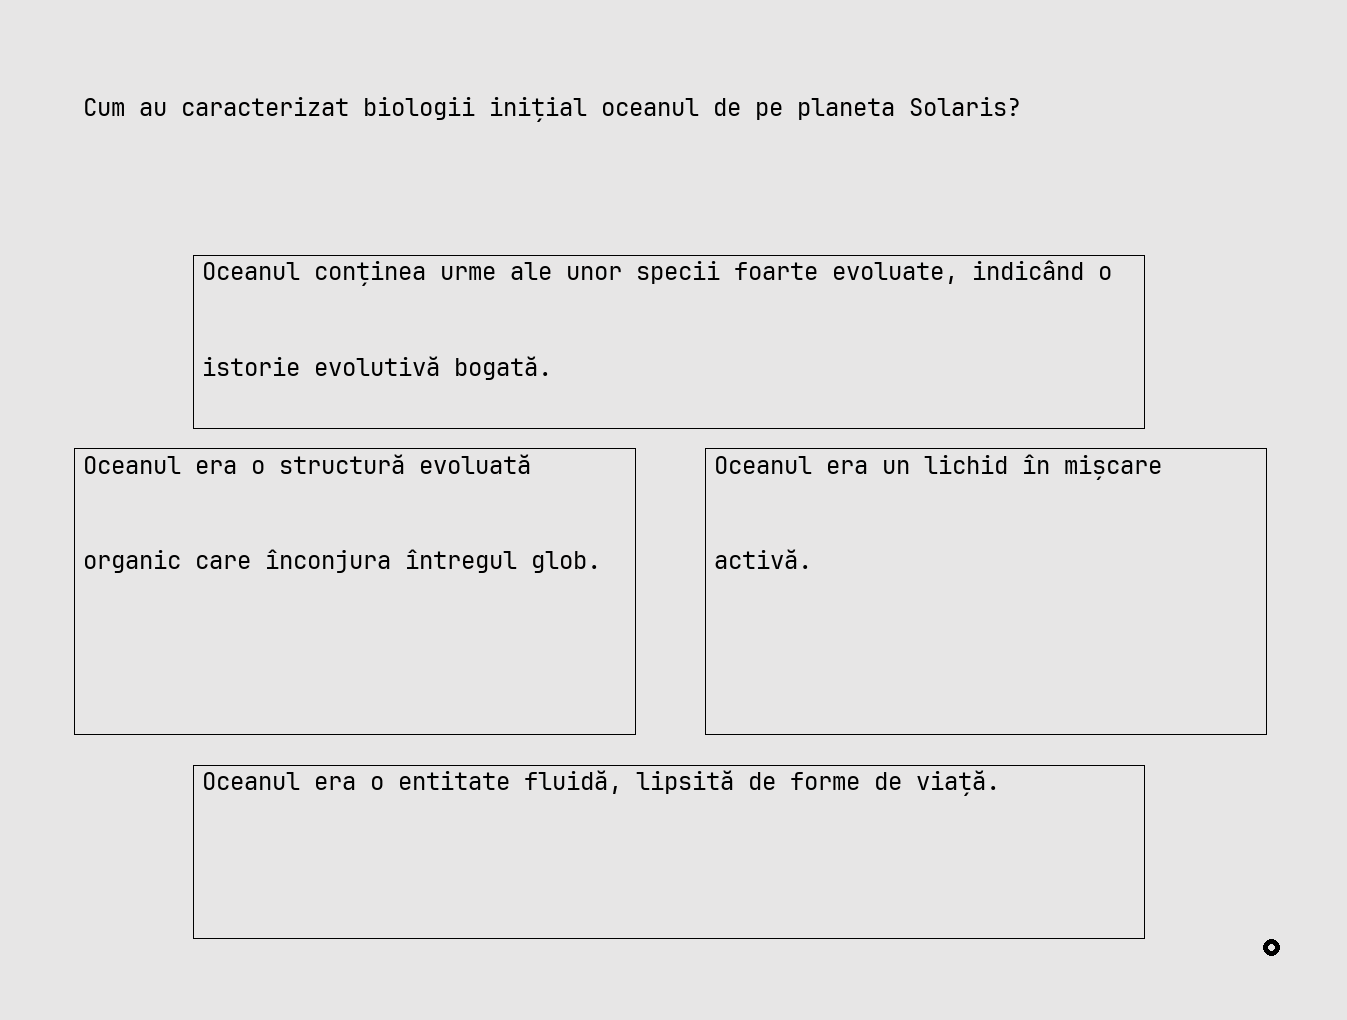 Cum au caracterizat biologii inițial oceanul de pe planeta Solaris?
Oceanul conținea urme ale unor specii foarte evoluate, indicând o
istorie evolutivă bogată.
Oceanul era o structură evoluată
organic care înconjura întregul glob.
Oceanul era un lichid în mișcare
activă.
Oceanul era o entitate fluidă, lipsită de forme de viață.